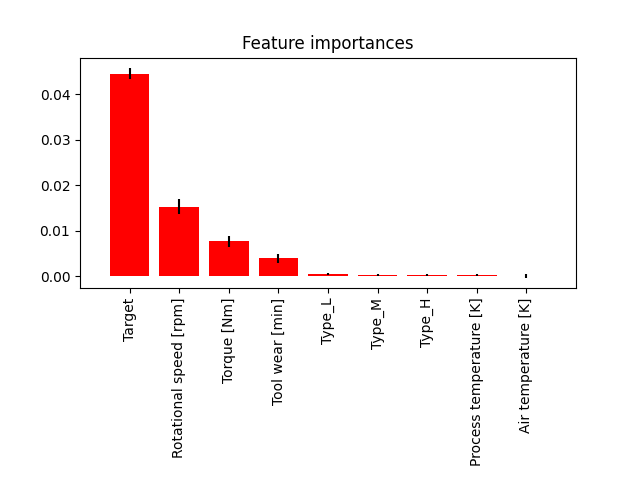 Feature importances
0.04
0.03
0.02
0.01
0.00
Target
Rotational speed [rpm]
Torque [Nm]
Tool wear [min]
Type_L
Type_M
Type_H
Process temperature [K]
Air temperature [K]